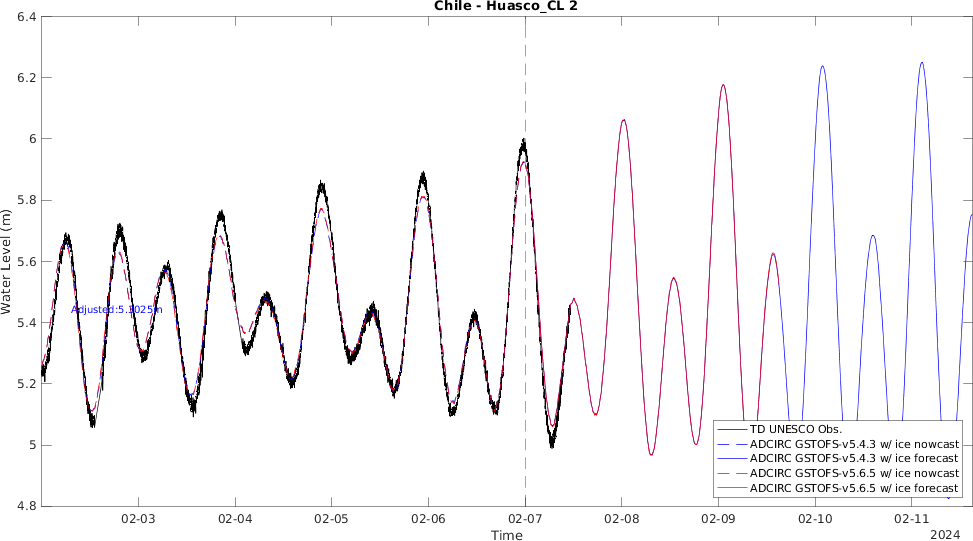 Chile - Huasco_CL 2
6.4
6.2
6
5.8
5.6
5.4
5.2
5
4.8
Water Level (m)
Adjusted:5.2025m
02-03
02-04
02-05
02-06
02-07
02-08
02-09
02-10
02-11
Time
2024
TD UNESCO Obs.
ADCIRC GSTOFS-v5.4.3 w/ ice nowcast
ADCIRC GSTOFS-v5.4.3 w/ ice forecast
ADCIRC GSTOFS-v5.6.5 w/ ice nowcast
ADCIRC GSTOFS-v5.6.5 w/ ice forecast